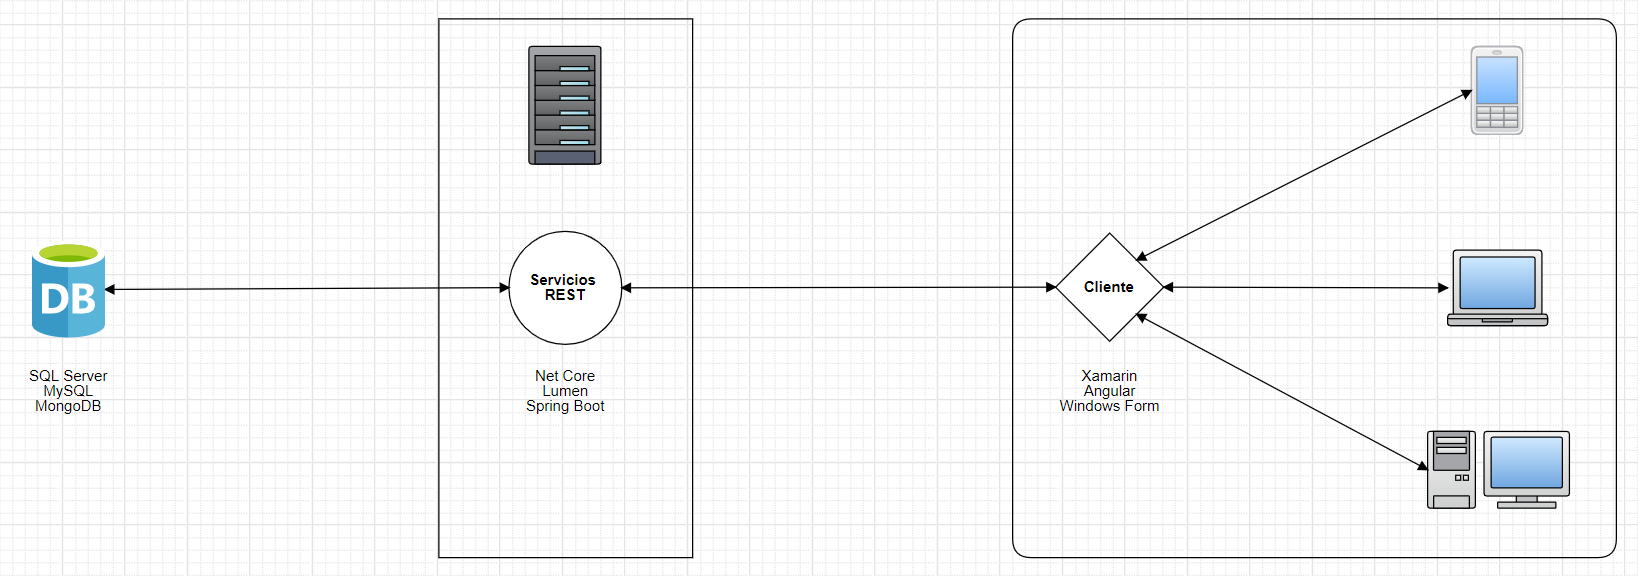 DB
SQL Server
MySQL
MongoDB
Servicios
REST
Net Core
Lumen
Spring Boot
Cliente
Xamarin
Angular
Windows Form